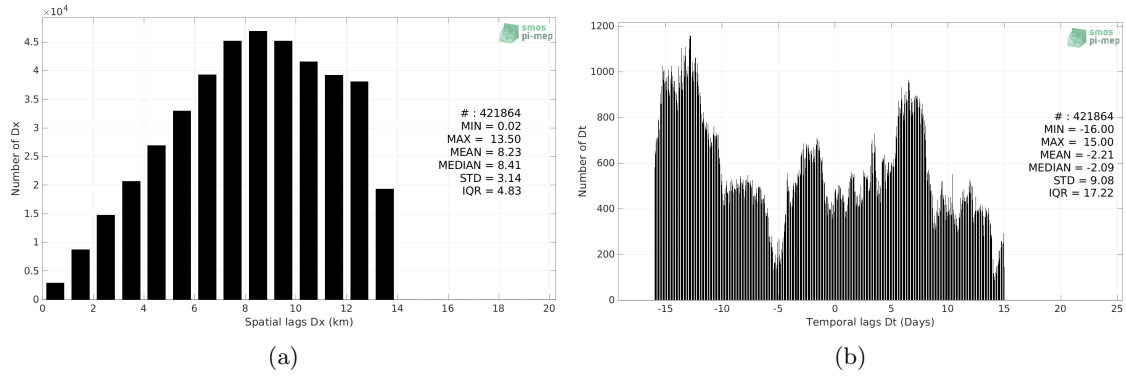 ×10⁴
4.5
4
3.5
3
2.5
2
1.5
1
0.5
0
Number of Dx
0 2 4 6 8 10 12 14 16 18 20
Spatial lags Dx (km)
smos
pi-mep
# : 421864
MIN = 0.02
MAX = 13.50
MEAN = 8.23
MEDIAN = 8.41
STD = 3.14
IQR = 4.83
(a)
1200
1000
800
600
400
200
0
Number of Dt
-15 -10 -5 0 5 10 15 20 25
Temporal lags Dt (Days)
smos
pi-mep
# : 421864
MIN = -16.00
MAX = 15.00
MEAN = -2.21
MEDIAN = -2.09
STD = 9.08
IQR = 17.22
(b)